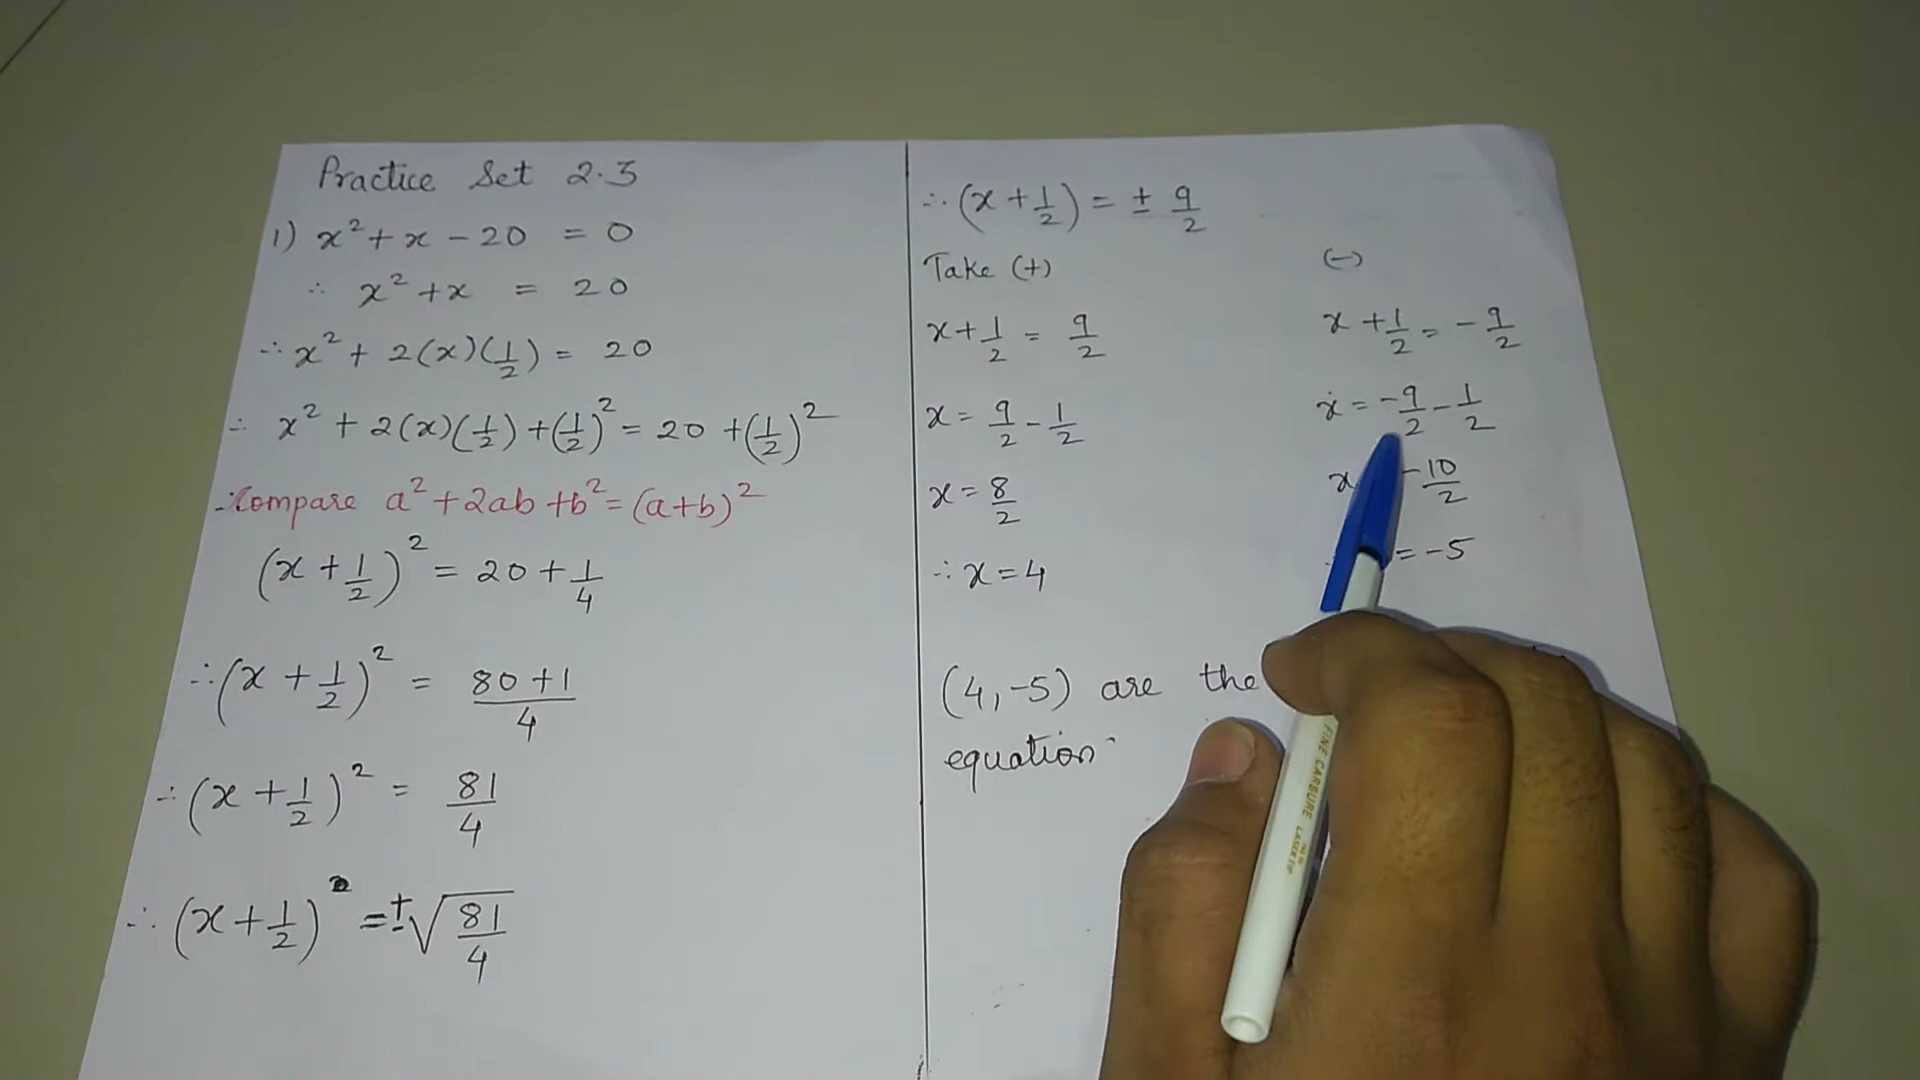 Practice Set 2.3
1) x² + x - 20 = 0
∴ x² + x = 20
∴ x² + 2(x)(1/2) = 20
∴ x² + 2(x)(1/2) + (1/2)² = 20 + (1/2)²
∴ Compare a² + 2ab + b² = (a+b)²
(x + 1/2)² = 20 + 1/4
∴ (x + 1/2)² = 80+1/4
∴ (x + 1/2)² = 81/4
∴ (x + 1/2) = ±√81/4
∴ (x + 1/2) = ± 9/2
Take (+)
x + 1/2 = 9/2
x = 9/2 - 1/2
x = 8/2
∴ x = 4
(-)
x + 1/2 = - 9/2
x = - 9/2 - 1/2
x - 10/2
= -5
(4, -5) are the
equation.
FINE CARBURE LASER TIP